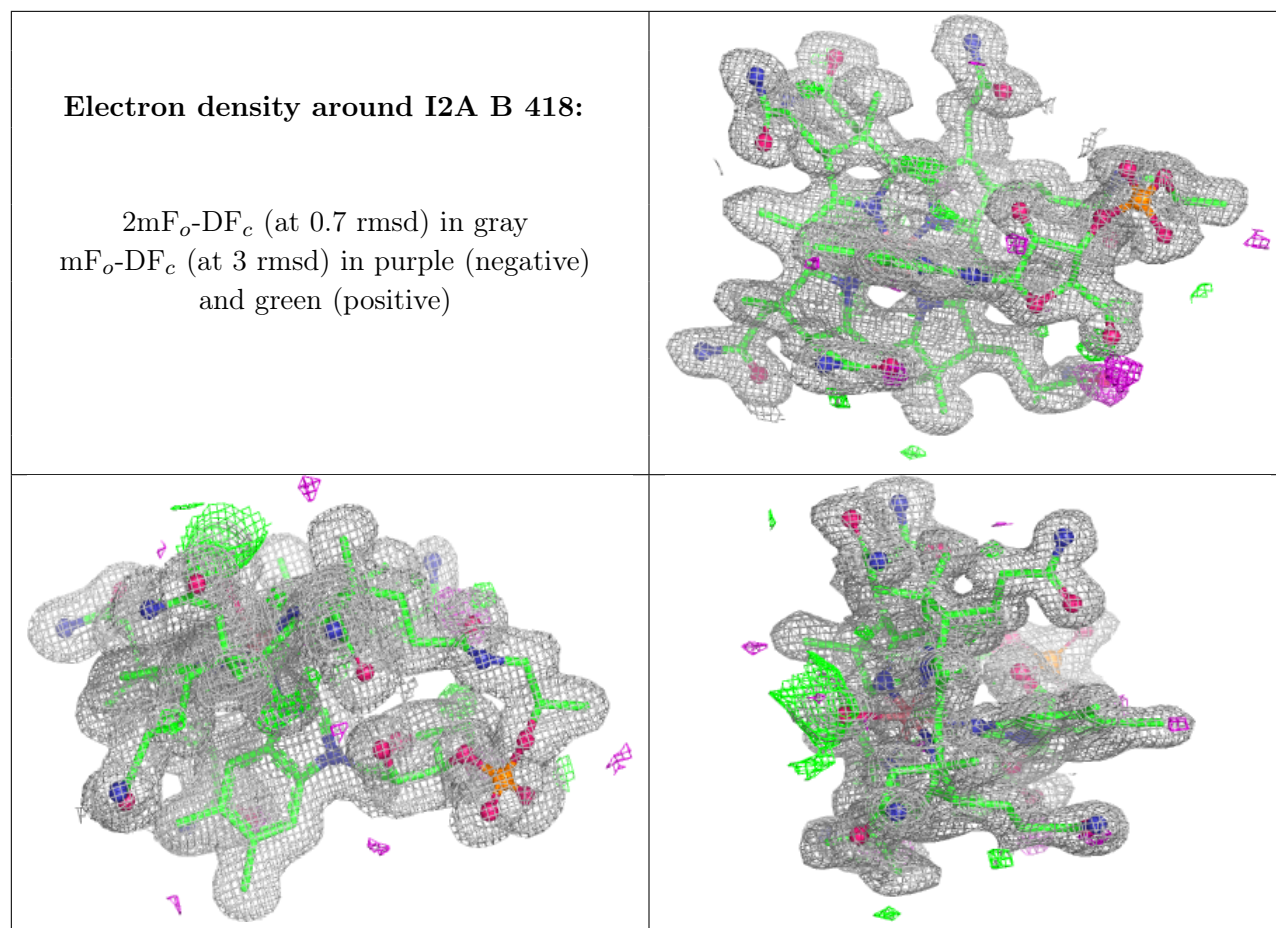 Electron density around I2A B 418:
2mFₒ-DF𝒸 (at 0.7 rmsd) in gray
mFₒ-DF𝒸 (at 3 rmsd) in purple (negative)
and green (positive)